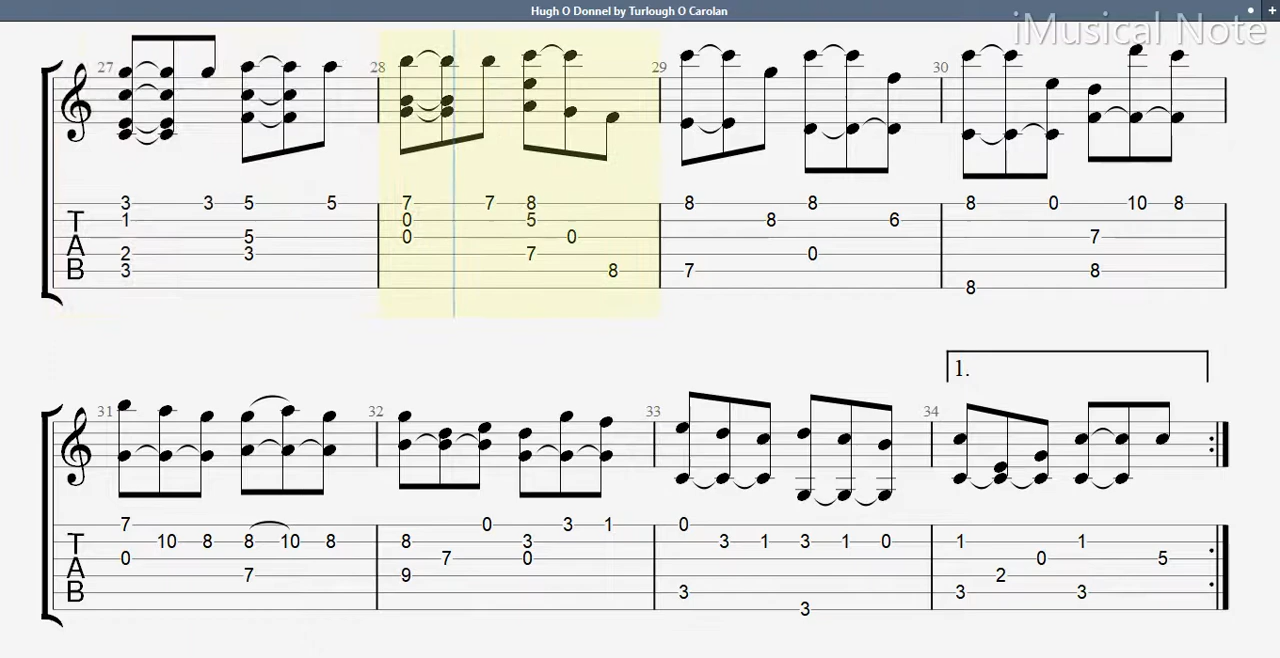 Hugh O Donnel by Turlough O Carolan
iMusical Note
27 28 29 30
3 3 5 5 7 7 8 8 8 8 0 10 8
1 0 5 8 6
T 5 0 0 7
A 2 3 7 0
B 3 8 7 8
8
1.
31 32 33 34
7 0 3 1 0
T 10 8 8 10 8 8 3 3 1 3 1 0 1 1
0 7 0 0 5
A 7 9 2
B 3 3 3
3